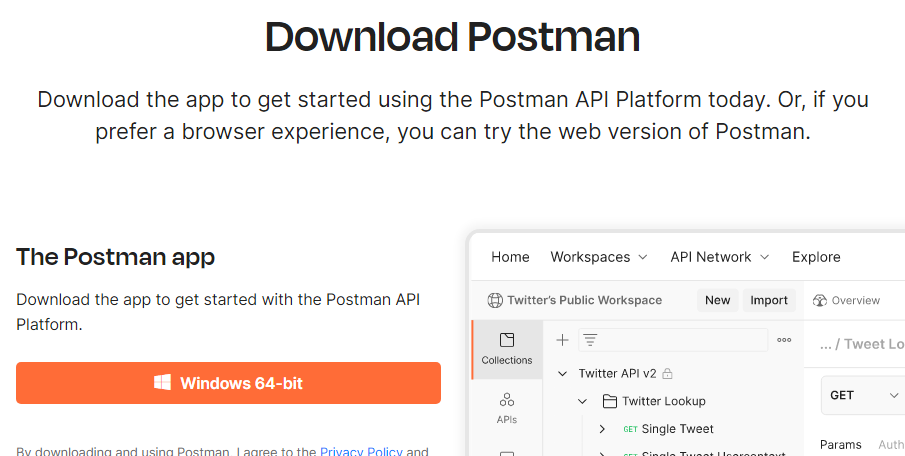 Download Postman
Download the app to get started using the Postman API Platform today. Or, if you
prefer a browser experience, you can try the web version of Postman.
The Postman app
Download the app to get started with the Postman API
Platform.
Windows 64-bit
By downloading and using Postman, I agree to the Privacy Policy and
Home Workspaces API Network Explore
Twitter's Public Workspace New Import Overview
Collections
... / Tweet Lo
Twitter API v2
GET
Twitter Lookup
APIs
GET Single Tweet
Params Auth
GET Single Tweet Usercontext